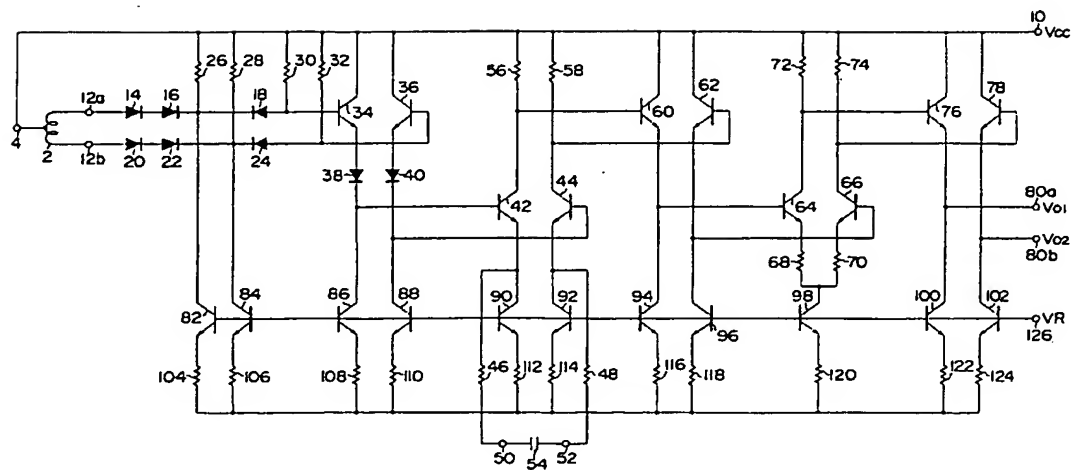 10
Vcc
26 28 30 32 56 58 72 74
12a 14 16 18 36 62 78
34 60 76
4 2 12b 20 22 24
38 40 44 66 80a
42 64 Vo1
Vo2
68 70 80b
84 86 88 90 92 94 98 100 102
82 96 VR
126
104 106 108 110 46 112 114 48 116 118 120 122 124
50 54 52